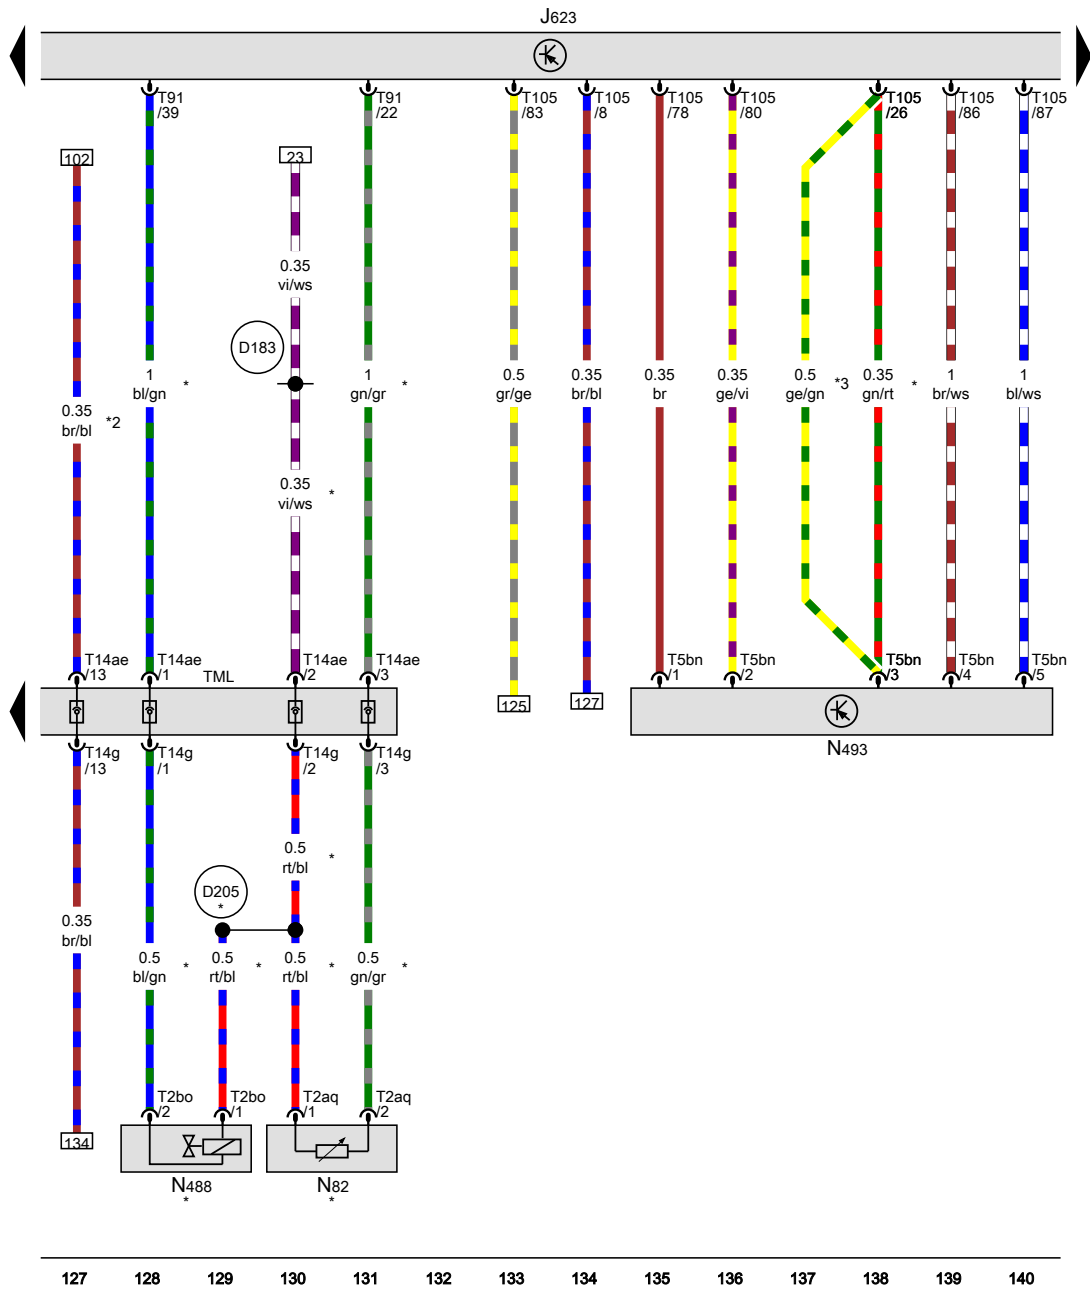 J623
T91 T91 T105 T105 T105 T105 T105 T105 T105
/39 /22 /83 /8 /78 /80 /26 /86 /87
102 23
0.35
vi/ws
D183
1 * 1 * 0.5 0.35 0.35 0.35 0.5 *3 0.35 * 1 1
bl/gn gn/gr gr/ge br/bl br ge/vi ge/gn gn/rt br/ws bl/ws
0.35 *2
br/bl
0.35 *
vi/ws
T14ae T14ae TML T14ae T14ae T5bn T5bn T5bn T5bn T5bn
/13 /1 /2 /3 /1 /2 /3 /4 /5
125 127
N493
T14g T14g T14g T14g
/13 /1 /2 /3
0.5 *
rt/bl
D205
*
0.35
br/bl
0.5 * 0.5 * 0.5 * 0.5 *
bl/gn rt/bl rt/bl gn/gr
T2bo T2bo T2aq T2aq
/2 /1 /1 /2
134
N488 N82
* *
127 128 129 130 131 132 133 134 135 136 137 138 139 140